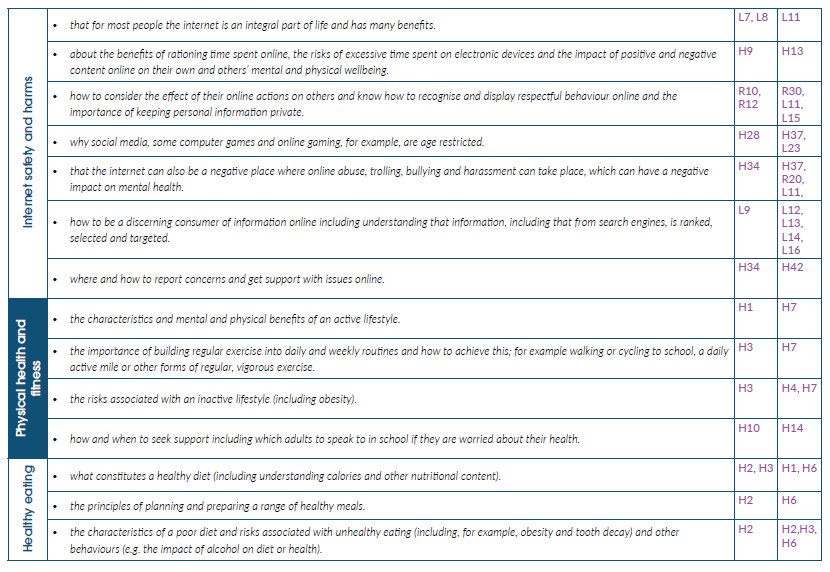 Internet safety and harms
• that for most people the internet is an integral part of life and has many benefits.
L7, L8
L11
• about the benefits of rationing time spent online, the risks of excessive time spent on electronic devices and the impact of positive and negative
content online on their own and others' mental and physical wellbeing.
H9
H13
• how to consider the effect of their online actions on others and know how to recognise and display respectful behaviour online and the
importance of keeping personal information private.
R10,
R12
R30,
L11,
L15
• why social media, some computer games and online gaming, for example, are age restricted.
H28
H37,
L23
• that the internet can also be a negative place where online abuse, trolling, bullying and harassment can take place, which can have a negative
impact on mental health.
H34
H37,
R20,
L11,
• how to be a discerning consumer of information online including understanding that information, including that from search engines, is ranked,
selected and targeted.
L9
L12,
L13,
L14,
L16
• where and how to report concerns and get support with issues online.
H34
H42
Physical health and
fitness
• the characteristics and mental and physical benefits of an active lifestyle.
H1
H7
• the importance of building regular exercise into daily and weekly routines and how to achieve this; for example walking or cycling to school, a daily
active mile or other forms of regular, vigorous exercise.
H3
H7
• the risks associated with an inactive lifestyle (including obesity).
H3
H4, H7
• how and when to seek support including which adults to speak to in school if they are worried about their health.
H10
H14
Healthy eating
• what constitutes a healthy diet (including understanding calories and other nutritional content).
H2, H3
H1, H6
• the principles of planning and preparing a range of healthy meals.
H2
H6
• the characteristics of a poor diet and risks associated with unhealthy eating (including, for example, obesity and tooth decay) and other
behaviours (e.g. the impact of alcohol on diet or health).
H2
H2,H3,
H6